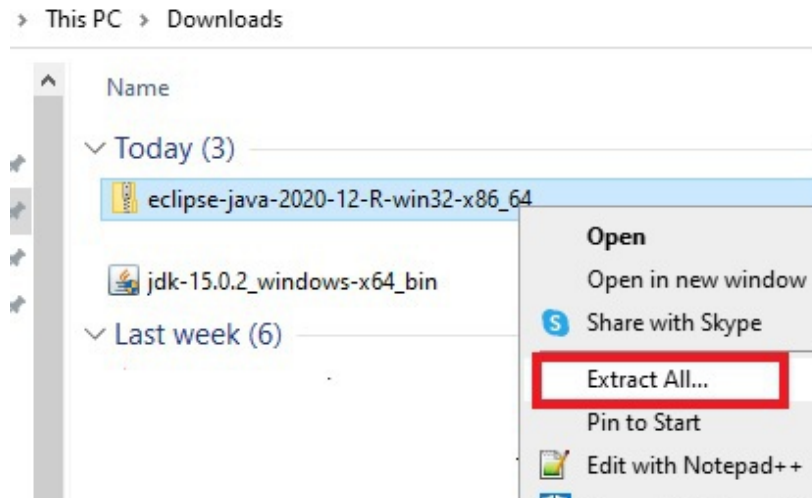 This PC > Downloads
Name
Today (3)
eclipse-java-2020-12-R-win32-x86_64
Open
Open in new window
jdk-15.0.2_windows-x64_bin
Share with Skype
Last week (6)
Extract All...
Pin to Start
Edit with Notepad++